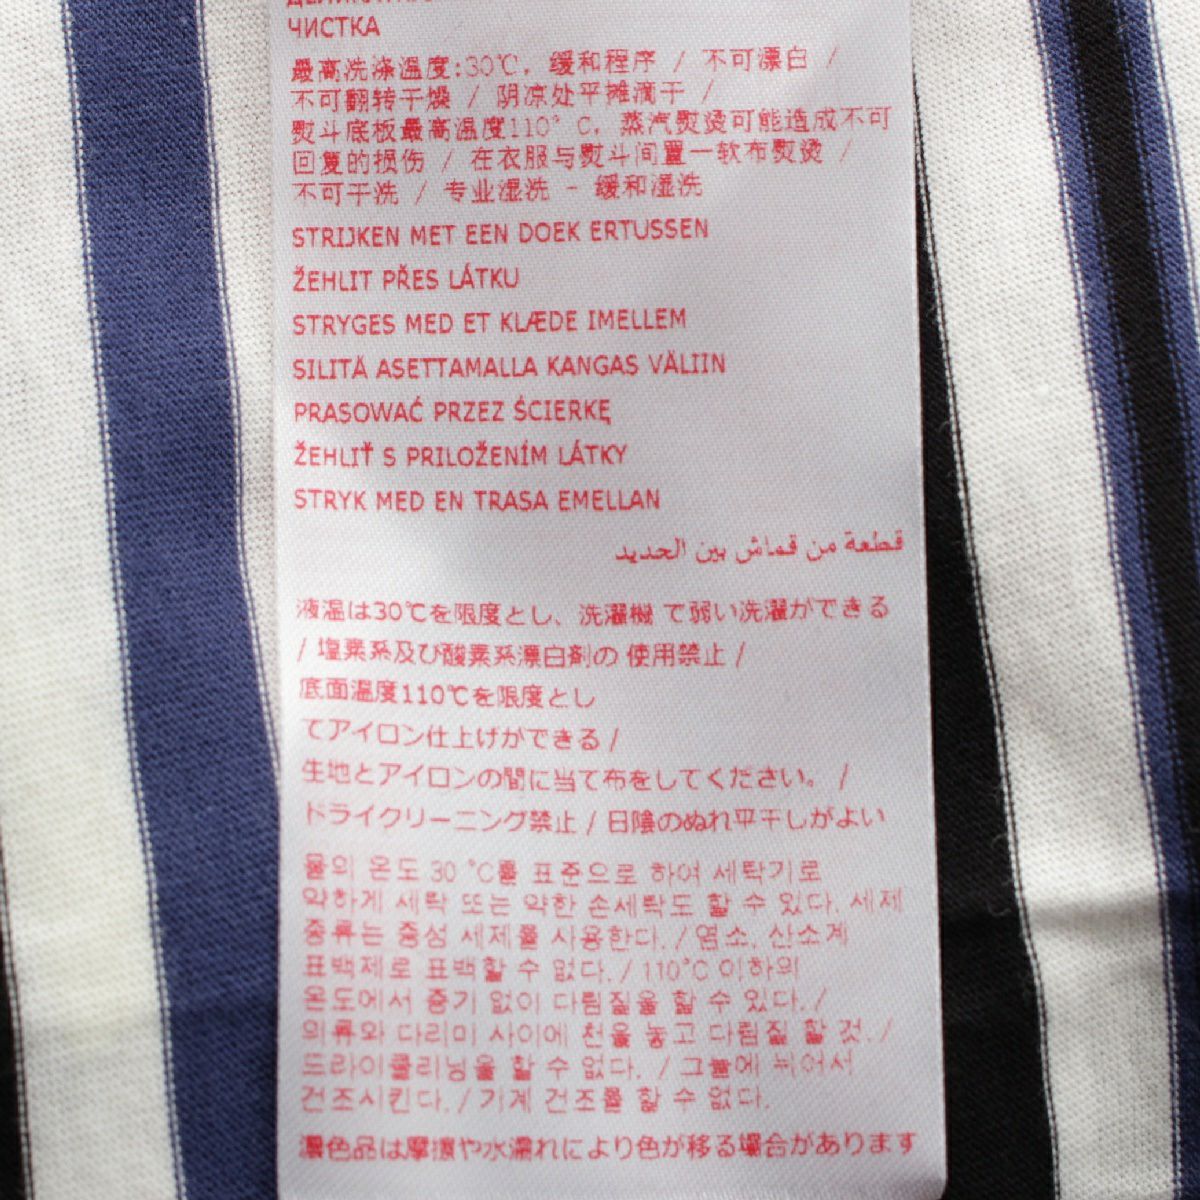 ЧИСТКА
最高洗涤温度:30℃，缓和程序 / 不可漂白 /
不可翻转干燥 / 阴凉处平摊滴干 /
熨斗底板最高温度110° C，蒸汽熨烫可能造成不可
回复的损伤 / 在衣服与熨斗间置一软布熨烫 /
不可干洗 / 专业湿洗 - 缓和湿洗
STRIJKEN MET EEN DOEK ERTUSSEN
ŽEHLIT PŘES LÁTKU
STRYGES MED ET KLÆDE IMELLEM
SILITÄ ASETTAMALLA KANGAS VÄLIIN
PRASOWAĆ PRZEZ ŚCIERKĘ
ŽEHLIŤ S PRILOŽENÍM LÁTKY
STRYK MED EN TRASA EMELLAN
قطعة من قماش بين الحديد
液温は30℃を限度とし、洗濯機 で弱い洗濯ができる
/ 塩素系及び酸素系漂白剤の 使用禁止 /
底面温度110℃を限度とし
てアイロン仕上げができる /
生地とアイロンの間に当て布をしてください。 /
ドライクリーニング禁止 / 日陰のぬれ平干しがよい
물의 온도 30 ℃를 표준으로 하여 세탁기로
약하게 세탁 또는 약한 손세탁도 할 수 있다. 세제
종류는 중성 세제를 사용한다. / 염소, 산소계
표백제로 표백할 수 없다. / 110℃ 이하의
온도에서 증기 없이 다림질을 할 수 있다. /
의류와 다리미 사이에 천을 놓고 다림질 할 것. /
드라이클리닝을 할 수 없다. / 그늘에 뉘어서
건조시킨다. / 기계 건조를 할 수 없다.
濃色品は摩擦や水濡れにより色が移る場合があります